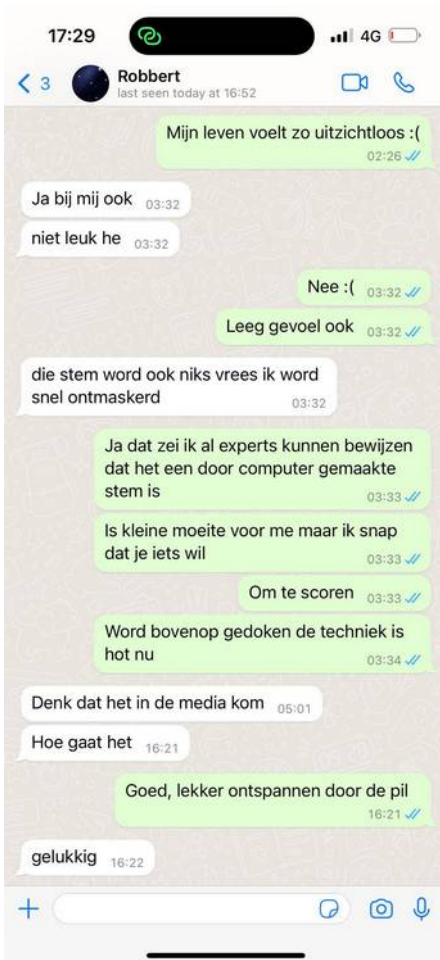 17:29
4G
3
Robbert
last seen today at 16:52
Mijn leven voelt zo uitzichtloos :(
02:26
Ja bij mij ook 03:32
niet leuk he 03:32
Nee :( 03:32
Leeg gevoel ook 03:32
die stem word ook niks vrees ik word
snel ontmaskerd
03:32
Ja dat zei ik al experts kunnen bewijzen
dat het een door computer gemaakte
stem is
03:33
Is kleine moeite voor me maar ik snap
dat je iets wil
03:33
Om te scoren 03:33
Word bovenop gedoken de techniek is
hot nu
03:34
Denk dat het in de media kom 05:01
Hoe gaat het 16:21
Goed, lekker ontspannen door de pil
16:21
gelukkig 16:22